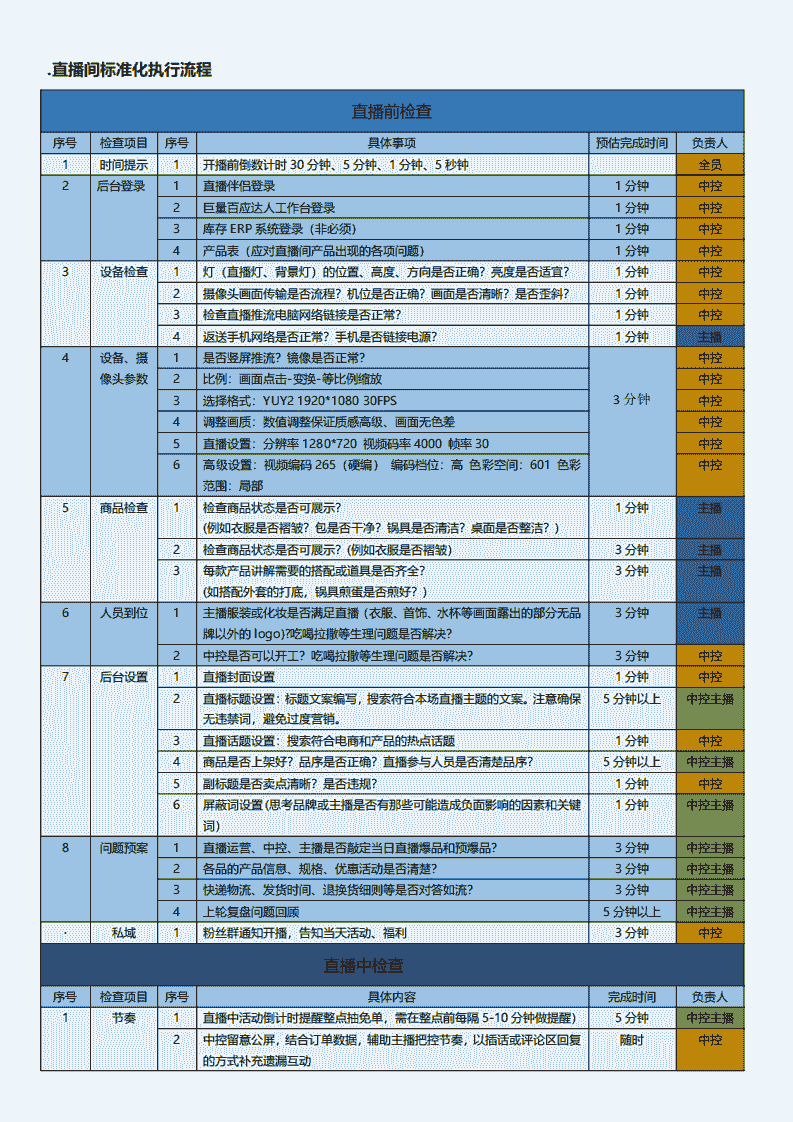 .直播间标准化执行流程
直播前检查
序号 检查项目 序号 具体事项 预估完成时间 负责人
1 时间提示 1 开播前倒数计时 30 分钟、5 分钟、1 分钟、5 秒钟 全员
2 后台登录 1 直播伴侣登录 1 分钟 中控
2 巨量百应达人工作台登录 1 分钟 中控
3 库存 ERP 系统登录（非必须） 1 分钟 中控
4 产品表（应对直播间产品出现的各项问题） 1 分钟 中控
3 设备检查 1 灯（直播灯、背景灯）的位置、高度、方向是否正确？亮度是否适宜？ 1 分钟 中控
2 摄像头画面传输是否流程？机位是否正确？画面是否清晰？是否歪斜？ 1 分钟 中控
3 检查直播推流电脑网络链接是否正常？ 1 分钟 中控
4 返送手机网络是否正常？手机是否链接电源？ 1 分钟 主播
4 设备、摄 1 是否竖屏推流？镜像是否正常？ 中控
像头参数 2 比例：画面点击-变换-等比例缩放 中控
3 选择格式：YUY2 1920*1080 30FPS 3 分钟 中控
4 调整画质：数值调整保证质感高级、画面无色差 中控
5 直播设置：分辨率 1280*720 视频码率 4000 帧率 30 中控
6 高级设置：视频编码 265（硬编） 编码档位：高 色彩空间：601 色彩 中控
范围：局部
5 商品检查 1 检查商品状态是否可展示？ 1 分钟 主播
(例如衣服是否褶皱？包是否干净？锅具是否清洁？桌面是否整洁？)
2 检查商品状态是否可展示？(例如衣服是否褶皱) 3 分钟 主播
3 每款产品讲解需要的搭配或道具是否齐全？ 3 分钟 主播
(如搭配外套的打底，锅具煎蛋是否煎好？)
6 人员到位 1 主播服装或化妆是否满足直播（衣服、首饰、水杯等画面露出的部分无品 3 分钟 主播
牌以外的 logo)?吃喝拉撒等生理问题是否解决？
2 中控是否可以开工？吃喝拉撒等生理问题是否解决？ 3 分钟 中控
7 后台设置 1 直播封面设置 1 分钟 中控
2 直播标题设置：标题文案编写，搜索符合本场直播主题的文案。注意确保 5 分钟以上 中控主播
无违禁词，避免过度营销。
3 直播话题设置：搜索符合电商和产品的热点话题 1 分钟 中控
4 商品是否上架好？品序是否正确？直播参与人员是否清楚品序？ 5 分钟以上 中控主播
5 副标题是否卖点清晰？是否违规？ 1 分钟 中控
6 屏蔽词设置(思考品牌或主播是否有那些可能造成负面影响的因素和关键 1 分钟 中控主播
词)
8 问题预案 1 直播运营、中控、主播是否敲定当日直播爆品和预爆品？ 3 分钟 中控主播
2 各品的产品信息、规格、优惠活动是否清楚？ 3 分钟 中控主播
3 快递物流、发货时间、退换货细则等是否对答如流？ 3 分钟 中控主播
4 上轮复盘问题回顾 5 分钟以上 中控主播
· 私域 1 粉丝群通知开播，告知当天活动、福利 3 分钟 中控
直播中检查
序号 检查项目 序号 具体内容 完成时间 负责人
1 节奏 1 直播中活动倒计时提醒整点抽免单，需在整点前每隔 5-10 分钟做提醒） 5 分钟 中控主播
2 中控留意公屏，结合订单数据，辅助主播把控节奏，以插话或评论区回复 随时 中控
的方式补充遗漏互动